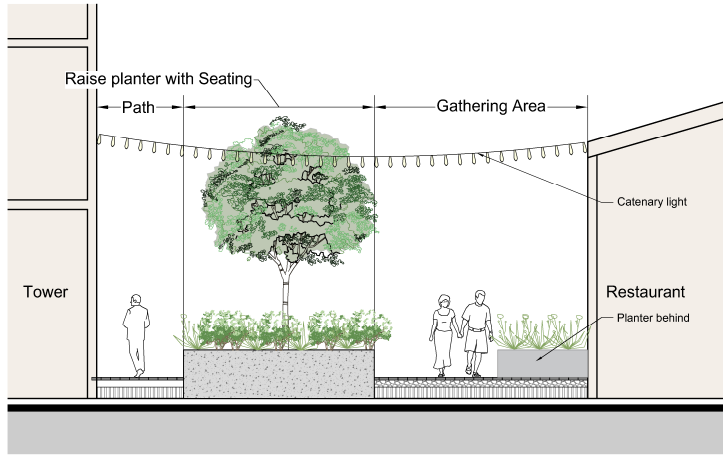 Raise planter with Seating
Path
Gathering Area
Catenary light
Tower
Restaurant
Planter behind